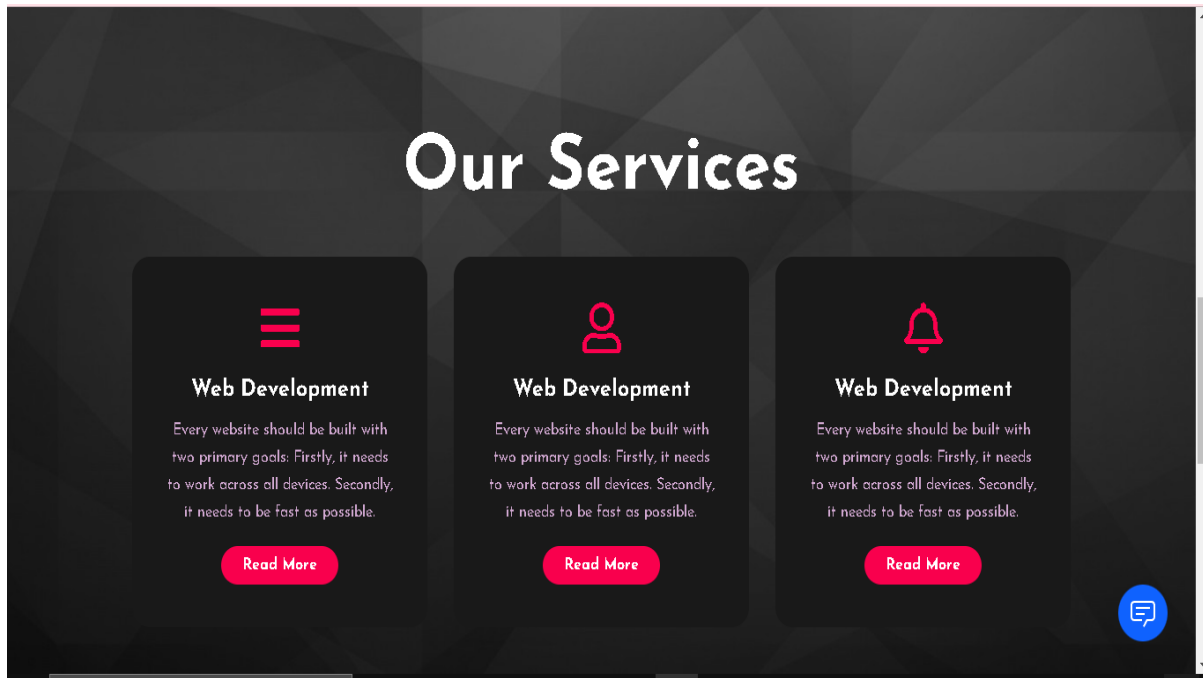 Our Services
Web Development
Every website should be built with
two primary goals: Firstly, it needs
to work across all devices. Secondly,
it needs to be fast as possible.
Read More
Web Development
Every website should be built with
two primary goals: Firstly, it needs
to work across all devices. Secondly,
it needs to be fast as possible.
Read More
Web Development
Every website should be built with
two primary goals: Firstly, it needs
to work across all devices. Secondly,
it needs to be fast as possible.
Read More